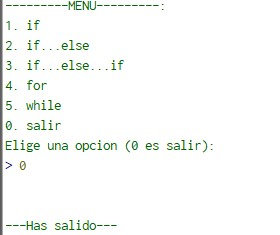 ---------MENU---------:
1. if
2. if...else
3. if...else...if
4. for
5. while
0. salir
Elige una opcion (0 es salir):
> 0
---Has salido---